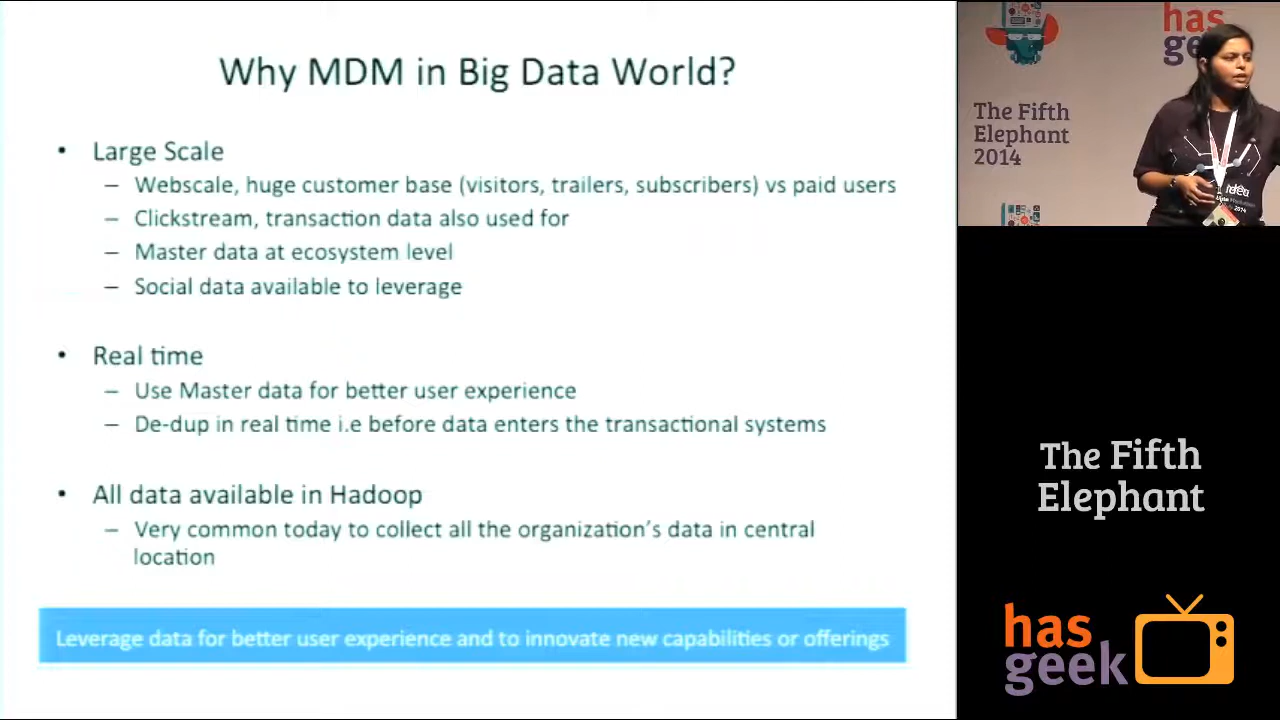 Why MDM in Big Data World?
• Large Scale
– Webscale, huge customer base (visitors, trailers, subscribers) vs paid users
– Clickstream, transaction data also used for
– Master data at ecosystem level
– Social data available to leverage
• Real time
– Use Master data for better user experience
– De-dup in real time i.e before data enters the transactional systems
• All data available in Hadoop
– Very common today to collect all the organization's data in central
location
Leverage data for better user experience and to innovate new capabilities or offerings
has
geek
The Fifth
Elephant
2014
The Fifth
Elephant
has
geek